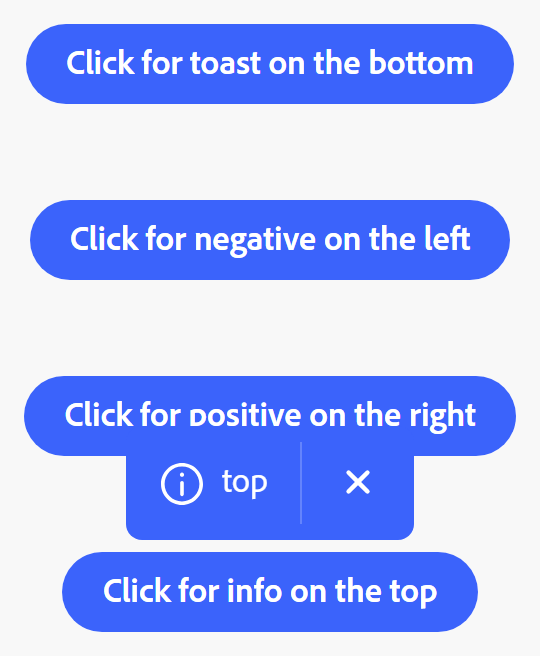 Click for toast on the bottom
Click for negative on the left
Click for positive on the right
top
Click for info on the top